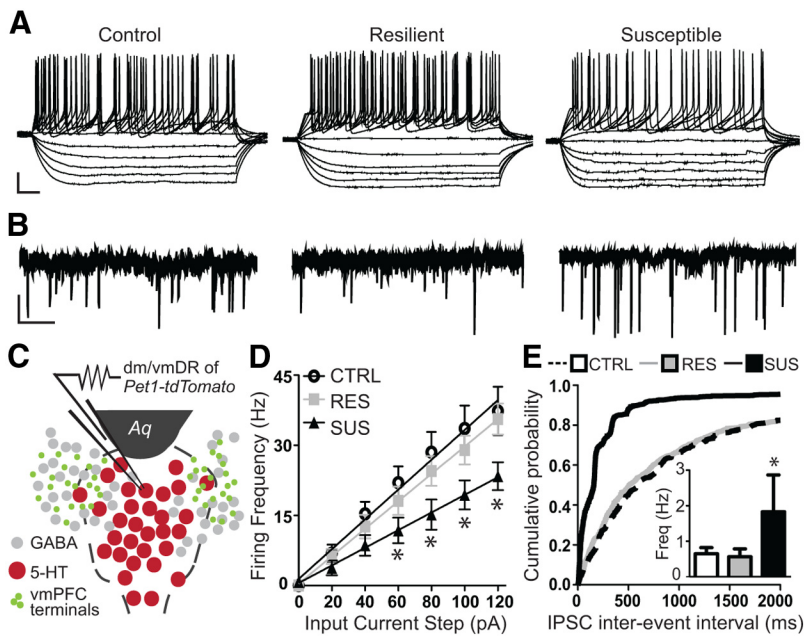 A
Control
Resilient
Susceptible
B
C
dm/vmDR of
Pet1-tdTomato
Aq
GABA
5-HT
vmPFC
terminals
D
CTRL
RES
SUS
45
30
15
0
Firing Frequency (Hz)
* * * *
0 20 40 60 80 100 120
Input Current Step (pA)
E
CTRL RES SUS
1.0
0.8
0.6
0.4
0.2
0.0
Cumulative probability
3
2
1
0
Freq (Hz)
*
0 500 1000 1500 2000
IPSC inter-event interval (ms)